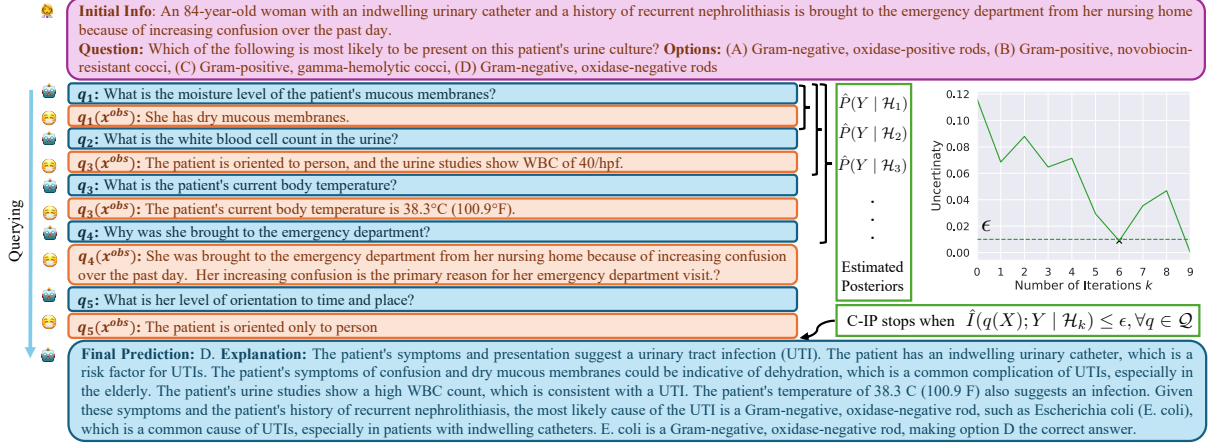 Initial Info: An 84-year-old woman with an indwelling urinary catheter and a history of recurrent nephrolithiasis is brought to the emergency department from her nursing home
because of increasing confusion over the past day.
Question: Which of the following is most likely to be present on this patient's urine culture? Options: (A) Gram-negative, oxidase-positive rods, (B) Gram-positive, novobiocin-
resistant cocci, (C) Gram-positive, gamma-hemolytic cocci, (D) Gram-negative, oxidase-negative rods
Querying
q₁: What is the moisture level of the patient's mucous membranes?
q₁(x^obs): She has dry mucous membranes.
q₂: What is the white blood cell count in the urine?
q₃(x^obs): The patient is oriented to person, and the urine studies show WBC of 40/hpf.
q₃: What is the patient's current body temperature?
q₃(x^obs): The patient's current body temperature is 38.3°C (100.9°F).
q₄: Why was she brought to the emergency department?
q₄(x^obs): She was brought to the emergency department from her nursing home because of increasing confusion
over the past day. Her increasing confusion is the primary reason for her emergency department visit.?
q₅: What is her level of orientation to time and place?
q₅(x^obs): The patient is oriented only to person
P̂(Y | H₁)
P̂(Y | H₂)
P̂(Y | H₃)
.
.
.
Estimated
Posteriors
Uncertinaty
0.12
0.10
0.08
0.06
0.04
0.02
0.00
ϵ
0 1 2 3 4 5 6 7 8 9
Number of Iterations k
C-IP stops when Î(q(X); Y | H_k) ≤ ϵ, ∀q ∈ Q
Final Prediction: D. Explanation: The patient's symptoms and presentation suggest a urinary tract infection (UTI). The patient has an indwelling urinary catheter, which is a
risk factor for UTIs. The patient's symptoms of confusion and dry mucous membranes could be indicative of dehydration, which is a common complication of UTIs, especially in
the elderly. The patient's urine studies show a high WBC count, which is consistent with a UTI. The patient's temperature of 38.3 C (100.9 F) also suggests an infection. Given
these symptoms and the patient's history of recurrent nephrolithiasis, the most likely cause of the UTI is a Gram-negative, oxidase-negative rod, such as Escherichia coli (E. coli),
which is a common cause of UTIs, especially in patients with indwelling catheters. E. coli is a Gram-negative, oxidase-negative rod, making option D the correct answer.